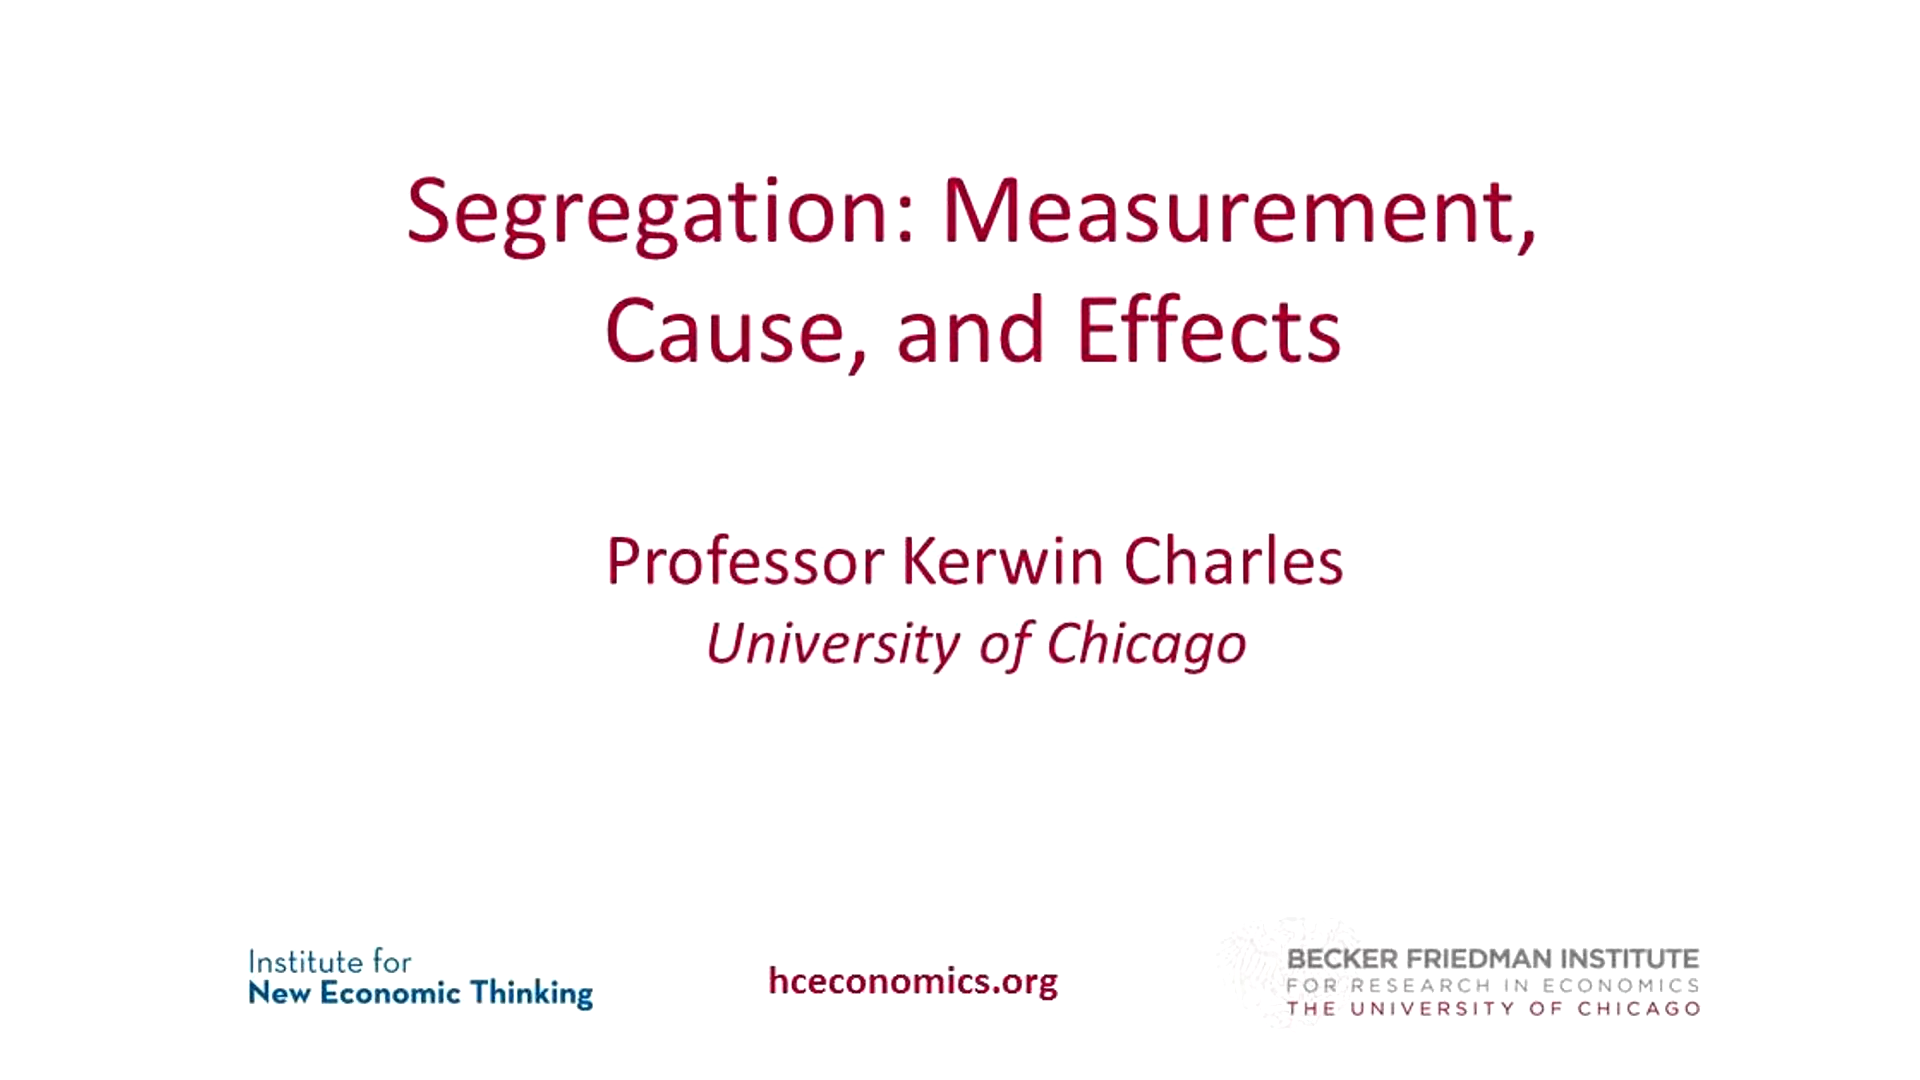 Segregation: Measurement,
Cause, and Effects
Professor Kerwin Charles
University of Chicago
Institute for
New Economic Thinking
hceconomics.org
BECKER FRIEDMAN INSTITUTE
FOR RESEARCH IN ECONOMICS
THE UNIVERSITY OF CHICAGO